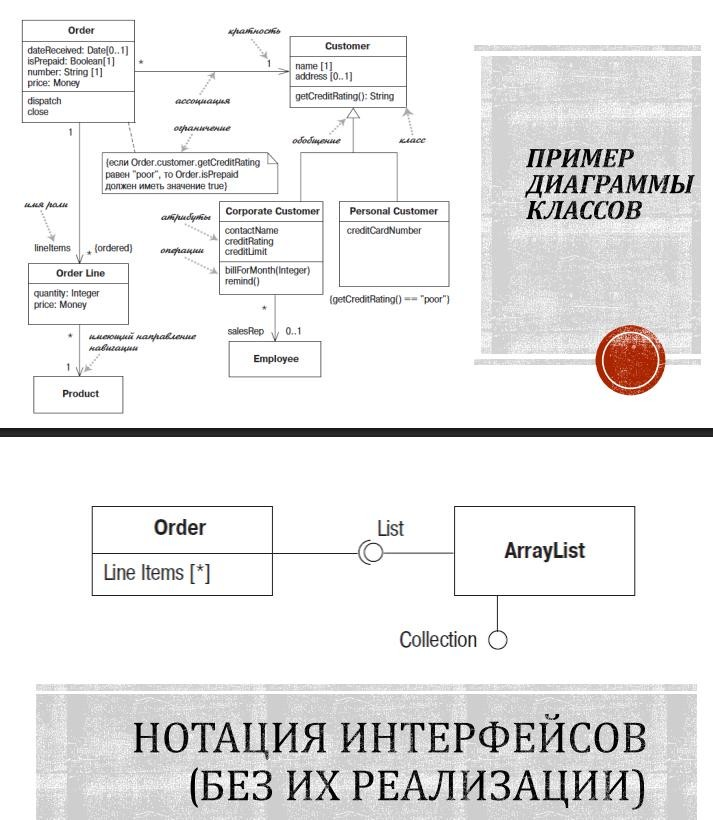 Order
dateReceived: Date[0..1]
isPrepaid: Boolean[1]
number: String [1]
price: Money
dispatch
close
*
1
кратность
Customer
name [1]
address [0..1]
getCreditRating(): String
ассоциация
ограничение
обобщение
класс
1
{если Order.customer.getCreditRating
равен "poor", то Order.isPrepaid
должен иметь значение true}
имя роли
lineItems
* {ordered}
атрибуты
операции
Corporate Customer
contactName
creditRating
creditLimit
billForMonth(Integer)
remind()
Personal Customer
creditCardNumber
{getCreditRating() == "poor"}
Order Line
quantity: Integer
price: Money
*
имеющий направление
навигации
1
Product
*
salesRep
0..1
Employee
ПРИМЕР
ДИАГРАММЫ
КЛАССОВ
Order
Line Items [*]
List
ArrayList
Collection
НОТАЦИЯ ИНТЕРФЕЙСОВ
(БЕЗ ИХ РЕАЛИЗАЦИИ)